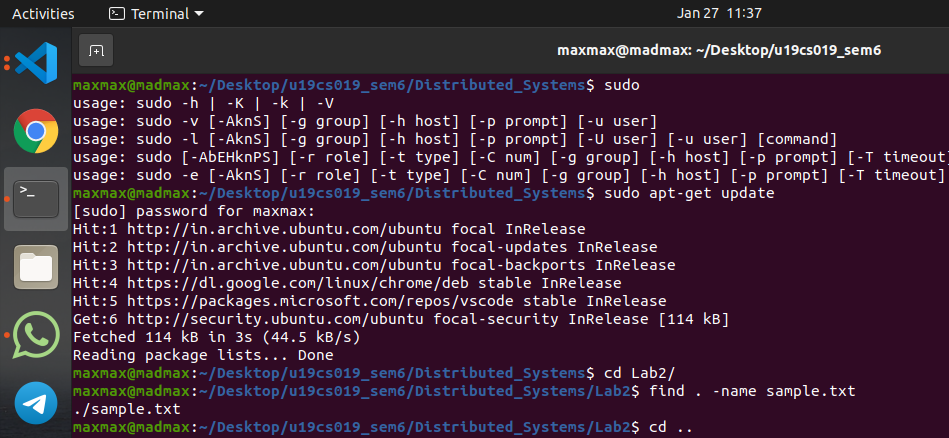 Activities
Terminal
Jan 27 11:37
maxmax@madmax: ~/Desktop/u19cs019_sem6
maxmax@madmax:~/Desktop/u19cs019_sem6/Distributed_Systems$ sudo
usage: sudo -h | -K | -k | -V
usage: sudo -v [-AknS] [-g group] [-h host] [-p prompt] [-u user]
usage: sudo -l [-AknS] [-g group] [-h host] [-p prompt] [-U user] [-u user] [command]
usage: sudo [-AbEHknPS] [-r role] [-t type] [-C num] [-g group] [-h host] [-p prompt] [-T timeout]
usage: sudo -e [-AknS] [-r role] [-t type] [-C num] [-g group] [-h host] [-p prompt] [-T timeout]
maxmax@madmax:~/Desktop/u19cs019_sem6/Distributed_Systems$ sudo apt-get update
[sudo] password for maxmax:
Hit:1 http://in.archive.ubuntu.com/ubuntu focal InRelease
Hit:2 http://in.archive.ubuntu.com/ubuntu focal-updates InRelease
Hit:3 http://in.archive.ubuntu.com/ubuntu focal-backports InRelease
Hit:4 https://dl.google.com/linux/chrome/deb stable InRelease
Hit:5 https://packages.microsoft.com/repos/vscode stable InRelease
Get:6 http://security.ubuntu.com/ubuntu focal-security InRelease [114 kB]
Fetched 114 kB in 3s (44.5 kB/s)
Reading package lists... Done
maxmax@madmax:~/Desktop/u19cs019_sem6/Distributed_Systems$ cd Lab2/
maxmax@madmax:~/Desktop/u19cs019_sem6/Distributed_Systems/Lab2$ find . -name sample.txt
./sample.txt
maxmax@madmax:~/Desktop/u19cs019_sem6/Distributed_Systems/Lab2$ cd ..